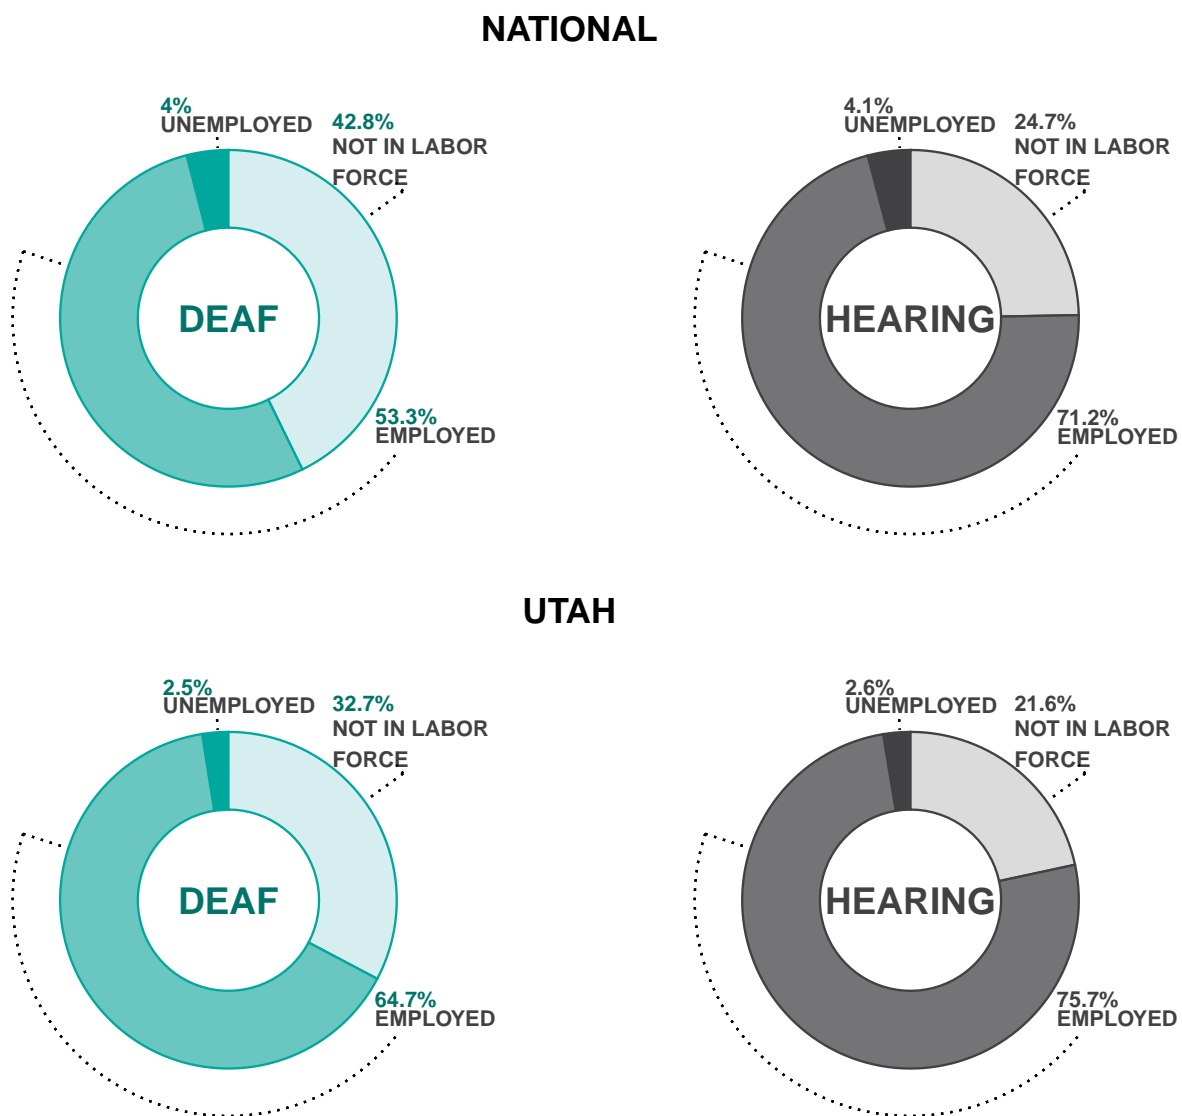 NATIONAL
4%
UNEMPLOYED
42.8%
NOT IN LABOR
FORCE
DEAF
53.3%
EMPLOYED
4.1%
UNEMPLOYED
24.7%
NOT IN LABOR
FORCE
HEARING
71.2%
EMPLOYED
UTAH
2.5%
UNEMPLOYED
32.7%
NOT IN LABOR
FORCE
DEAF
64.7%
EMPLOYED
2.6%
UNEMPLOYED
21.6%
NOT IN LABOR
FORCE
HEARING
75.7%
EMPLOYED